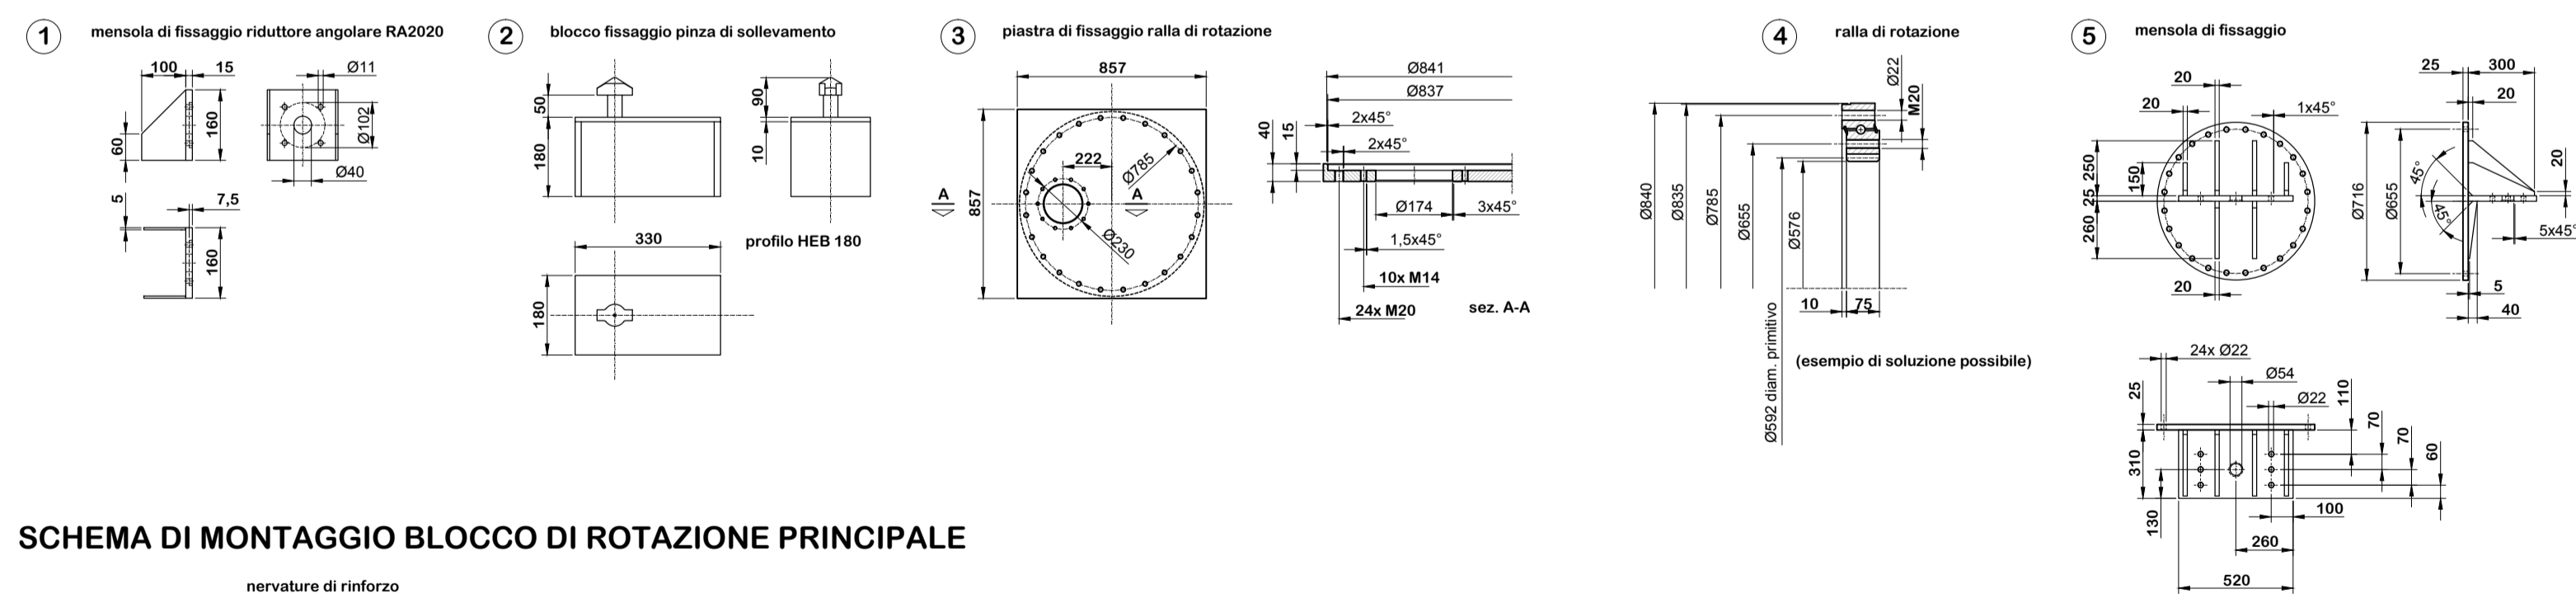 1 mensola di fissaggio riduttore angolare RA2020
100 15 Ø11
60 160 Ø102
Ø40
5 7,5
160
2 blocco fissaggio pinza di sollevamento
50 90
180 10
330 profilo HEB 180
180
3 piastra di fissaggio ralla di rotazione
857 Ø841
Ø837
2x45°
40 15 2x45°
222 Ø785
A A
857
Ø174 3x45°
Ø230
1,5x45°
10x M14
24x M20 sez. A-A
4 ralla di rotazione
Ø22
M20
Ø840 Ø835 Ø785 Ø655 Ø576
10 75
Ø592 diam. primitivo
(esempio di soluzione possibile)
5 mensola di fissaggio
20 25 300
20 1x45° 20
250 150 45° 20
25 Ø716 Ø655
260 45° 5x45°
20 5
40
24x Ø22
Ø54
25 Ø22 110
70 70
310 60
130 100
260
520
SCHEMA DI MONTAGGIO BLOCCO DI ROTAZIONE PRINCIPALE
nervature di rinforzo